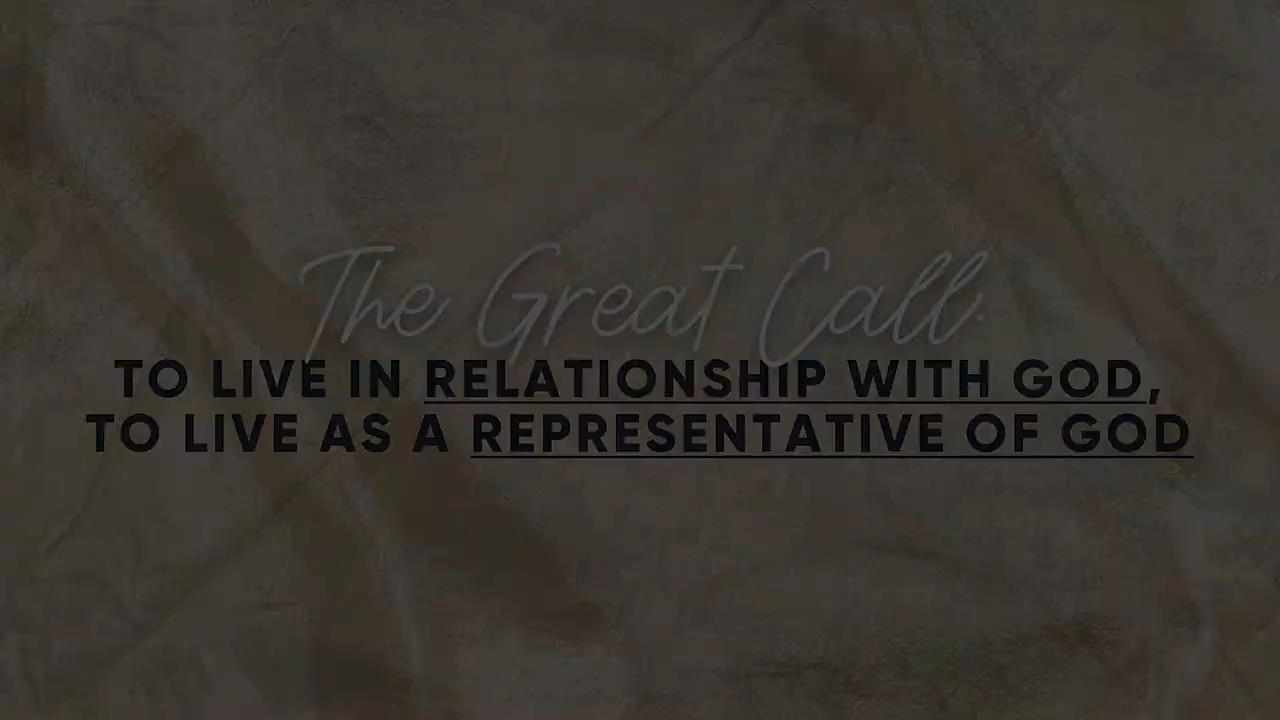 The Great Call:
TO LIVE IN RELATIONSHIP WITH GOD,
TO LIVE AS A REPRESENTATIVE OF GOD